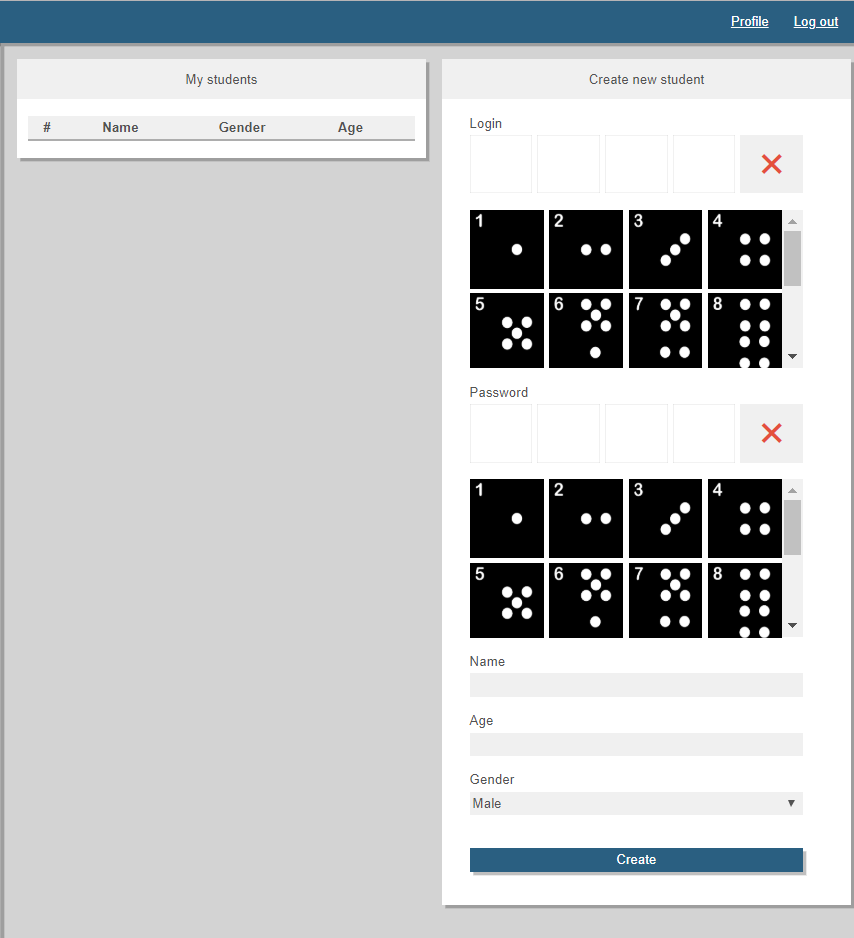 Profile Log out
My students
# Name Gender Age
Create new student
Login
1 2 3 4
5 6 7 8
Password
1 2 3 4
5 6 7 8
Name
Age
Gender
Male
Create